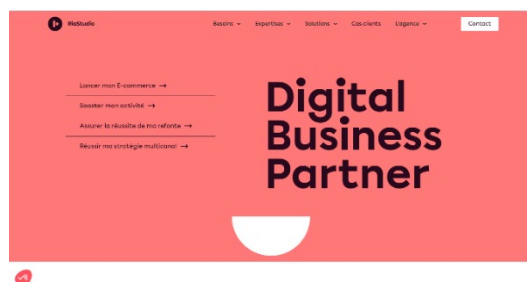 RioStudio
Besoins
Expertises
Solutions
Cas clients
L'agence
Contact
Lancer mon E-commerce →
Booster mon activité →
Assurer la réussite de ma refonte →
Réussir ma stratégie multicanal →
Digital
Business
Partner